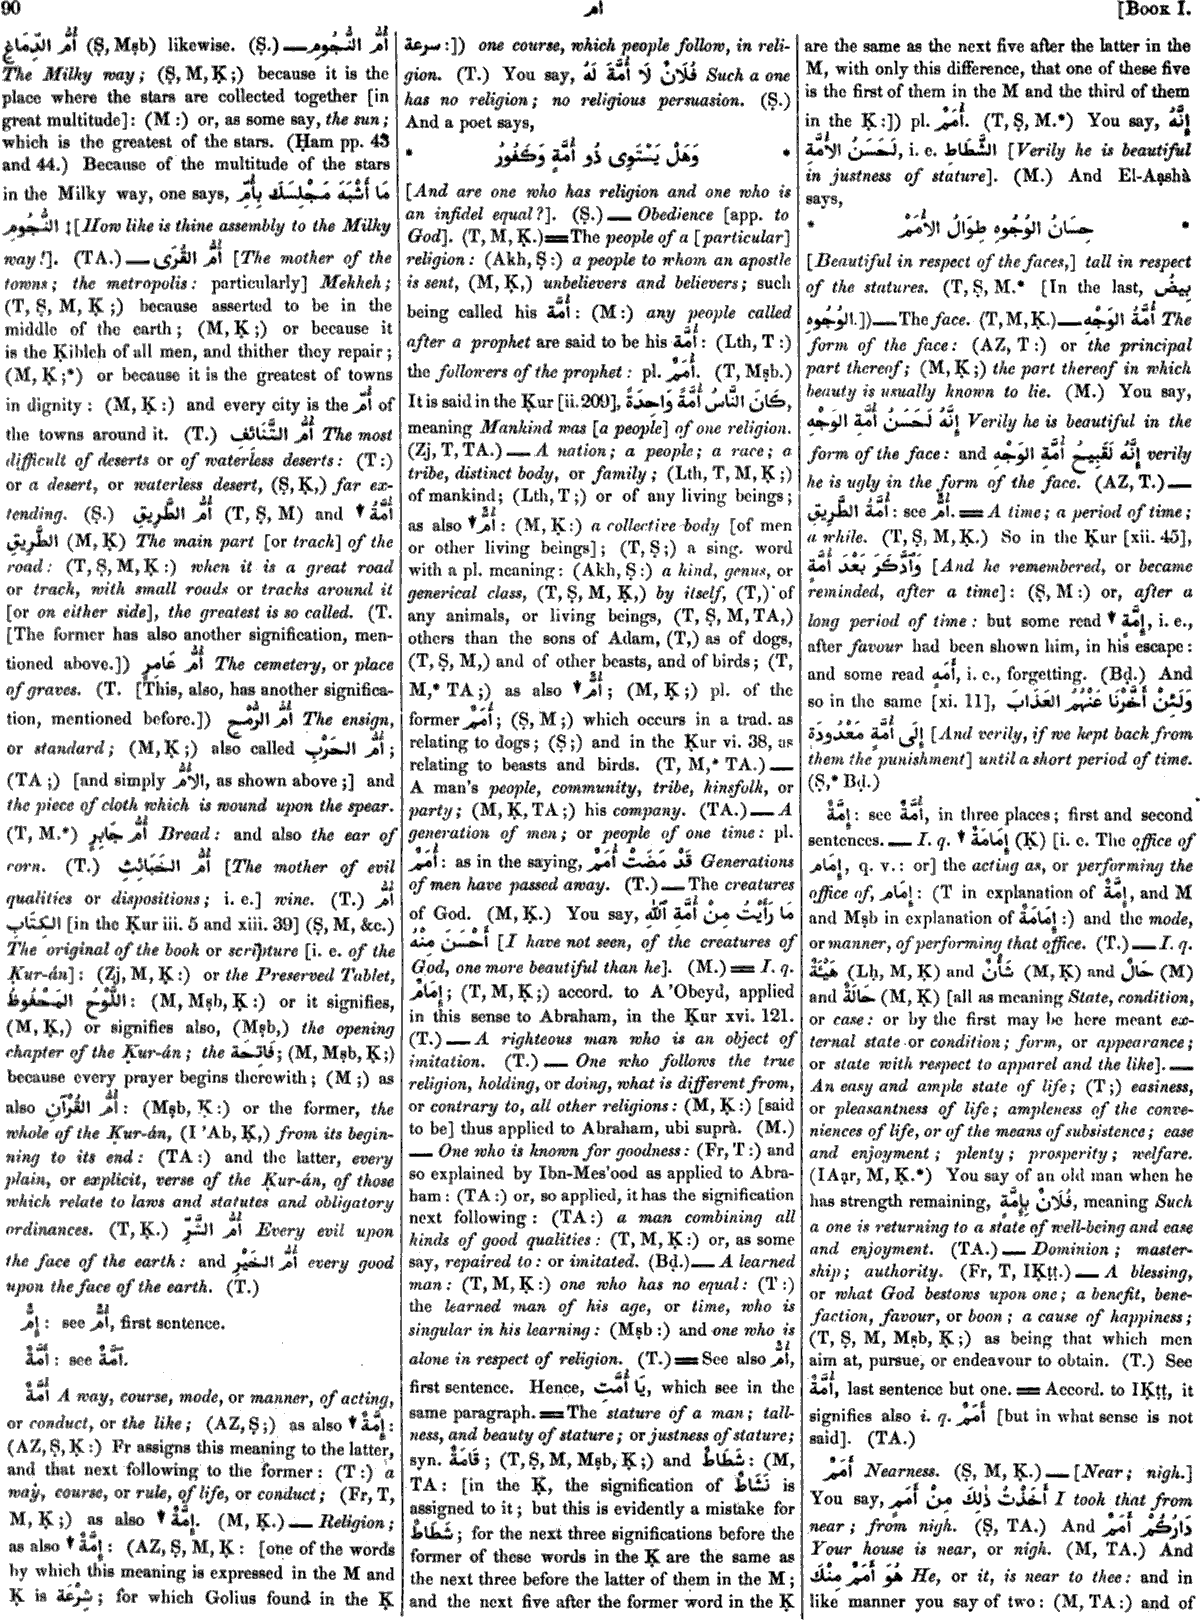 90
ام
[BOOK I.
أُمُّ الدِّمَاغِ (Ṣ, Mṣb) likewise. (Ṣ.) — أُمُّ النُّجُومِ
The Milky way; (Ṣ, M, Ḳ;) because it is the
place where the stars are collected together [in
great multitude]: (M:) or, as some say, the sun;
which is the greatest of the stars. (Ḥam pp. 43
and 44.) Because of the multitude of the stars
in the Milky way, one says, مَا أَشْبَهَ مَجْلِسَكَ بِأُمِّ
النُّجُومِ ‡ [How like is thine assembly to the Milky
way!]. (TA.) — أُمُّ القُرَى [The mother of the
towns; the metropolis: particularly] Mekkeh;
(T, Ṣ, M, Ḳ;) because asserted to be in the
middle of the earth; (M, Ḳ;) or because it
is the Ḳibleh of all men, and thither they repair;
(M, Ḳ;*) or because it is the greatest of towns
in dignity: (M, Ḳ:) and every city is the أُمّ of
the towns around it. (T.) أُمُّ التَّنَائِفِ The most
difficult of deserts or of waterless deserts: (T:)
or a desert, or waterless desert, (Ṣ, Ḳ,) far ex-
tending. (Ṣ.) أُمُّ الطَّرِيقِ (T, Ṣ, M) and ▼ أُمَّةُ
الطَّرِيقِ (M, Ḳ) The main part [or track] of the
road: (T, Ṣ, M, Ḳ:) when it is a great road
or track, with small roads or tracks around it
[or on either side], the greatest is so called. (T.
[The former has also another signification, men-
tioned above.]) أُمُّ عَامِرٍ The cemetery, or place
of graves. (T. [This, also, has another significa-
tion, mentioned before.]) أُمُّ الرُّمْحِ The ensign,
or standard; (M, Ḳ;) also called أُمُّ الحَرْبِ;
(TA;) [and simply الأُمُّ, as shown above;] and
the piece of cloth which is wound upon the spear.
(T, M.*) أُمُّ جَابِرٍ Bread: and also the ear of
corn. (T.) أُمُّ الخَبَائِثِ [The mother of evil
qualities or dispositions; i. e.] wine. (T.) أُمُّ
الكِتَابِ [in the Ḳur iii. 5 and xiii. 39] (Ṣ, M, &c.)
The original of the book or scripture [i. e. of the
Ḳur-án]: (Zj, M, Ḳ:) or the Preserved Tablet,
اللَّوْحُ المَحْفُوظُ: (M, Mṣb, Ḳ:) or it signifies,
(M, Ḳ,) or signifies also, (Mṣb,) the opening
chapter of the Ḳur-án; the فَاتِحَة; (M, Mṣb, Ḳ;)
because every prayer begins therewith; (M;) as
also أُمُّ القُرْآنِ: (Mṣb, Ḳ:) or the former, the
whole of the Ḳur-án, (I 'Ab, Ḳ,) from its begin-
ning to its end: (TA:) and the latter, every
plain, or explicit, verse of the Ḳur-án, of those
which relate to laws and statutes and obligatory
ordinances. (T, Ḳ.) أُمُّ الشَّرِّ Every evil upon
the face of the earth: and أُمُّ الخَيْرِ every good
upon the face of the earth. (T.)
إِمٌّ: see أُمٌّ, first sentence.
أَمَّةٌ: see آمَّةٌ.
أُمَّةٌ A way, course, mode, or manner, of acting,
or conduct, or the like; (AZ, Ṣ;) as also ▼ إِمَّةٌ:
(AZ, Ṣ, Ḳ:) Fr assigns this meaning to the latter,
and that next following to the former: (T:) a
way, course, or rule, of life, or conduct; (Fr, T,
M, Ḳ;) as also ▼ إِمَّةٌ. (M, Ḳ.) — Religion;
as also ▼ إِمَّةٌ: (AZ, Ṣ, M, Ḳ: [one of the words
by which this meaning is expressed in the M and
Ḳ is شِرْعَة; for which Golius found in the Ḳ
سرعة:]) one course, which people follow, in reli-
gion. (T.) You say, فُلَانٌ لَا أُمَّةَ لَهُ Such a one
has no religion; no religious persuasion. (Ṣ.)
And a poet says,
* وَهَلْ يَسْتَوِى ذُو أُمَّةٍ وَكَفُورُ *
[And are one who has religion and one who is
an infidel equal?]. (Ṣ.) — Obedience [app. to
God]. (T, M, Ḳ.) = The people of a [particular]
religion: (Akh, Ṣ:) a people to whom an apostle
is sent, (M, Ḳ,) unbelievers and believers; such
being called his أُمَّة: (M:) any people called
after a prophet are said to be his أُمَّة: (Lth, T:)
the followers of the prophet: pl. أُمَمٌ. (T, Mṣb.)
It is said in the Ḳur [ii. 209], كَانَ النَّاسُ أُمَّةً وَاحِدَةً,
meaning Mankind was [a people] of one religion.
(Zj, T, TA.) — A nation; a people; a race; a
tribe, distinct body, or family; (Lth, T, M, Ḳ;)
of mankind; (Lth, T;) or of any living beings;
as also ▼ أُمٌّ: (M, Ḳ:) a collective body [of men
or other living beings]; (T, Ṣ;) a sing. word
with a pl. meaning: (Akh, Ṣ:) a kind, genus, or
generical class, (T, Ṣ, M, Ḳ,) by itself, (T,) of
any animals, or living beings, (T, Ṣ, M, TA,)
others than the sons of Adam, (T,) as of dogs,
(T, Ṣ, M,) and of other beasts, and of birds; (T,
M,* TA;) as also ▼ أُمٌّ; (M, Ḳ;) pl. of the
former أُمَمٌ; (Ṣ, M;) which occurs in a trad. as
relating to dogs; (Ṣ;) and in the Ḳur vi. 38, as
relating to beasts and birds. (T, M,* TA.) —
A man's people, community, tribe, kinsfolk, or
party; (M, Ḳ, TA;) his company. (TA.) — A
generation of men; or people of one time: pl.
أُمَمٌ: as in the saying, قَدْ مَضَتْ أُمَمٌ Generations
of men have passed away. (T.) — The creatures
of God. (M, Ḳ.) You say, مَا رَأَيْتُ مِنْ أُمَّةِ ٱللّٰهِ
أَحْسَنَ مِنْهُ [I have not seen, of the creatures of
God, one more beautiful than he]. (M.) = I. q.
إِمَامٌ; (T, M, Ḳ;) accord. to A 'Obeyd, applied
in this sense to Abraham, in the Ḳur xvi. 121.
(T.) — A righteous man who is an object of
imitation. (T.) — One who follows the true
religion, holding, or doing, what is different from,
or contrary to, all other religions: (M, Ḳ:) [said
to be] thus applied to Abraham, ubi suprà. (M.)
— One who is known for goodness: (Fr, T:) and
so explained by Ibn-Mes'ood as applied to Abra-
ham: (TA:) or, so applied, it has the signification
next following: (TA:) a man combining all
kinds of good qualities: (T, M, Ḳ:) or, as some
say, repaired to: or imitated. (Bḍ.) — A learned
man: (T, M, Ḳ:) one who has no equal: (T:)
the learned man of his age, or time, who is
singular in his learning: (Mṣb:) and one who is
alone in respect of religion. (T.) = See also أُمٌّ,
first sentence. Hence, يَا أُمَّتِ, which see in the
same paragraph. = The stature of a man; tall-
ness, and beauty of stature; or justness of stature;
syn. قَامَةٌ; (T, Ṣ, M, Mṣb, Ḳ;) and شَطَاطٌ: (M,
TA: [in the Ḳ, the signification of نَشَاطٌ is
assigned to it; but this is evidently a mistake for
شَطَاطٌ; for the next three significations before the
former of these words in the Ḳ are the same as
the next three before the latter of them in the M;
and the next five after the former word in the Ḳ
are the same as the next five after the latter in the
M, with only this difference, that one of these five
is the first of them in the M and the third of them
in the Ḳ:]) pl. أُمَمٌ. (T, Ṣ, M.*) You say, إِنَّهُ
لَحَسَنُ الأُمَّةِ, i. e. الشَّطَاطِ [Verily he is beautiful
in justness of stature]. (M.) And El-Aạshà
says,
* حِسَانُ الوُجُوهِ طِوَالُ الأُمَمْ *
[Beautiful in respect of the faces,] tall in respect
of the statures. (T, Ṣ, M.* [In the last, بِيضُ
الوُجُوهِ.]) — The face. (T, M, Ḳ.) — أُمَّةُ الوَجْهِ The
form of the face: (AZ, T:) or the principal
part thereof; (M, Ḳ;) the part thereof in which
beauty is usually known to lie. (M.) You say,
إِنَّهُ لَحَسَنُ أُمَّةِ الوَجْهِ Verily he is beautiful in the
form of the face: and إِنَّهُ لَقَبِيحُ أُمَّةِ الوَجْهِ verily
he is ugly in the form of the face. (AZ, T.) —
أُمَّةُ الطَّرِيقِ: see أُمٌّ. = A time; a period of time;
a while. (T, Ṣ, M, Ḳ.) So in the Ḳur [xii. 45],
وَٱدَّكَرَ بَعْدَ أُمَّةٍ [And he remembered, or became
reminded, after a time]: (Ṣ, M:) or, after a
long period of time: but some read ▼ إِمَّةٍ, i. e.,
after favour had been shown him, in his escape:
and some read أَمَهٍ, i. e., forgetting. (Bḍ.) And
so in the same [xi. 11], وَلَئِنْ أَخَّرْنَا عَنْهُمُ العَذَابَ
إِلَى أُمَّةٍ مَعْدُودَةٍ [And verily, if we kept back from
them the punishment] until a short period of time.
(Ṣ,* Bḍ.)
إِمَّةٌ: see أُمَّةٌ, in three places; first and second
sentences. — I. q. ▼ إِمَامَةٌ (Ḳ) [i. e. The office of
إِمَام, q. v.: or] the acting as, or performing the
office of, إِمَام: (T in explanation of إِمَّةٌ, and M
and Mṣb in explanation of إِمَامَةٌ:) and the mode,
or manner, of performing that office. (T.) — I. q.
هَيْئَةٌ (Lḥ, M, Ḳ) and شَأْنٌ (M, Ḳ) and حَالٌ (M)
and حَالَةٌ (M, Ḳ) [all as meaning State, condition,
or case: or by the first may be here meant ex-
ternal state or condition; form, or appearance;
or state with respect to apparel and the like]. —
An easy and ample state of life; (T;) easiness,
or pleasantness of life; ampleness of the conve-
niences of life, or of the means of subsistence; ease
and enjoyment; plenty; prosperity; welfare.
(IAạr, M, Ḳ.*) You say of an old man when he
has strength remaining, فُلَانٌ بِإِمَّةٍ, meaning Such
a one is returning to a state of well-being and ease
and enjoyment. (TA.) — Dominion; master-
ship; authority. (Fr, T, IḲṭṭ.) — A blessing,
or what God bestows upon one; a benefit, bene-
faction, favour, or boon; a cause of happiness;
(T, Ṣ, M, Mṣb, Ḳ;) as being that which men
aim at, pursue, or endeavour to obtain. (T.) See
أُمَّةٌ, last sentence but one. = Accord. to IḲṭṭ, it
signifies also i. q. أَمَمٌ [but in what sense is not
said]. (TA.)
أَمَمٌ Nearness. (Ṣ, M, Ḳ.) — [Near; nigh.]
You say, أَخَذْتُ ذٰلِكَ مِنْ أَمَمٍ I took that from
near; from nigh. (Ṣ, TA.) And دَارُكُمْ أَمَمٌ
Your house is near, or nigh. (M, TA.) And
هُوَ أَمَمٌ مِنْكَ He, or it, is near to thee: and in
like manner you say of two: (M, TA:) and of